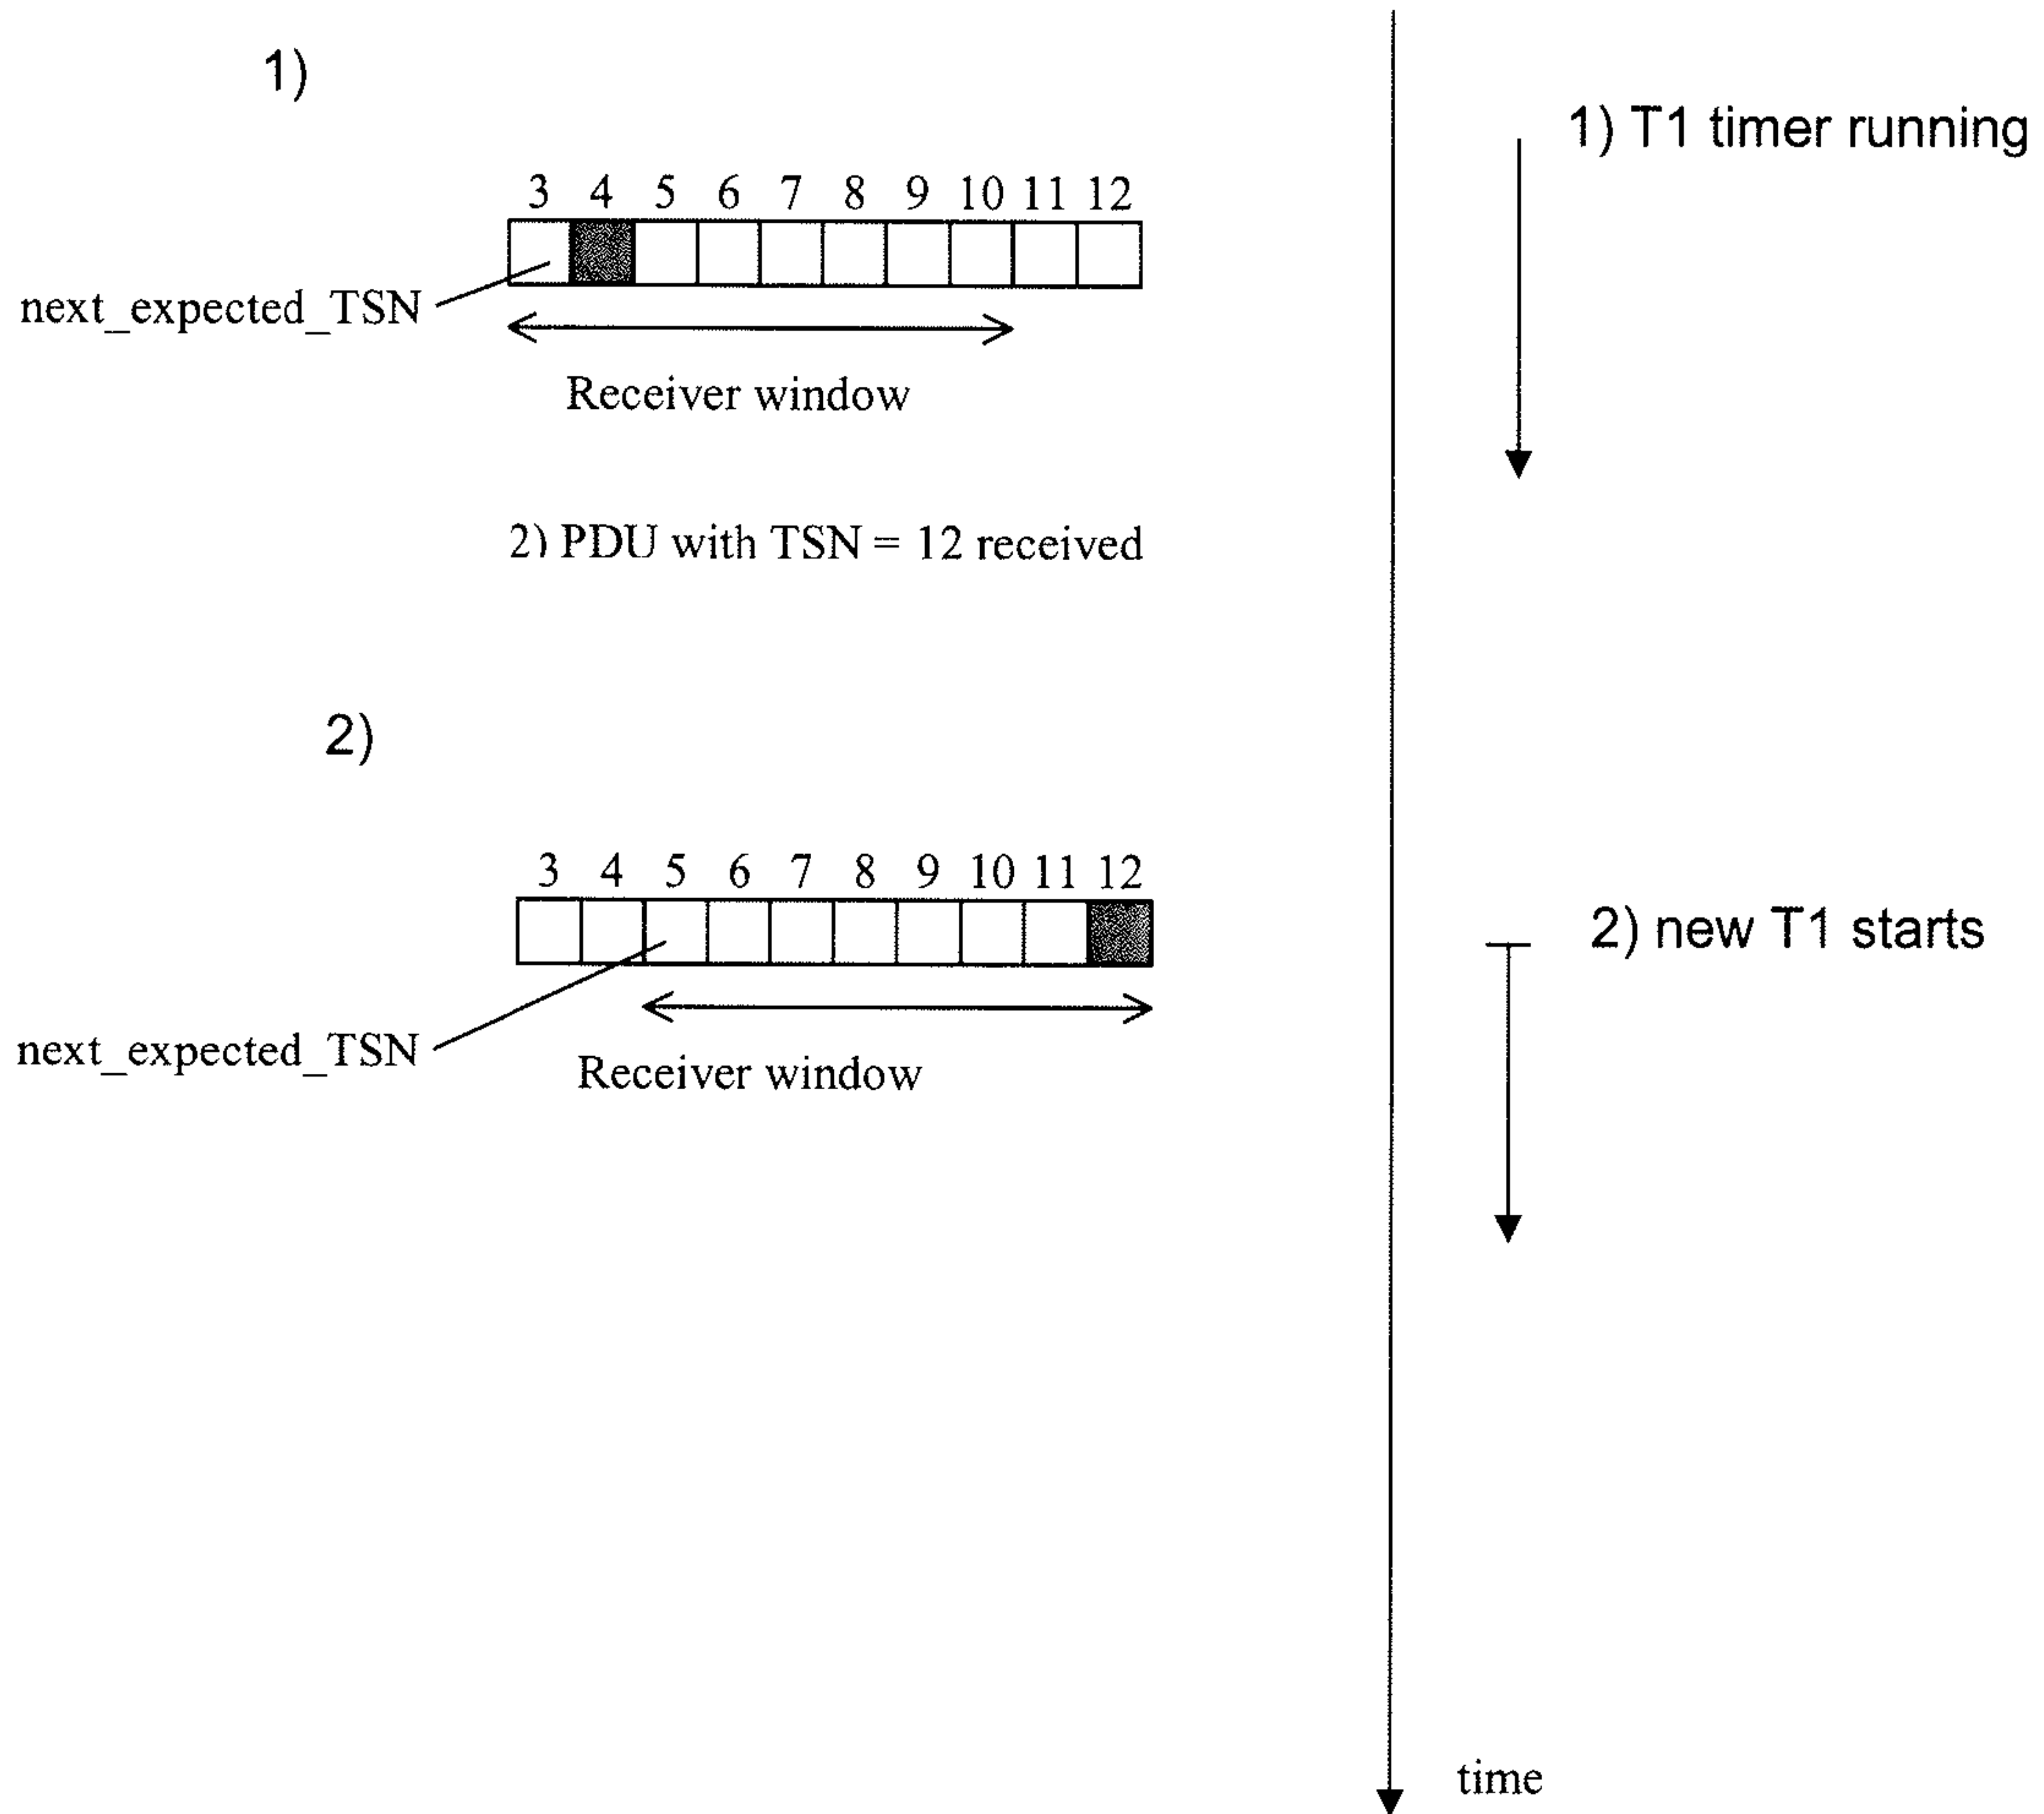 1)
1) T1 timer running
3 4 5 6 7 8 9 10 11 12
next_expected_TSN
Receiver window
2) PDU with TSN = 12 received
2)
3 4 5 6 7 8 9 10 11 12
2) new T1 starts
next_expected_TSN
Receiver window
time